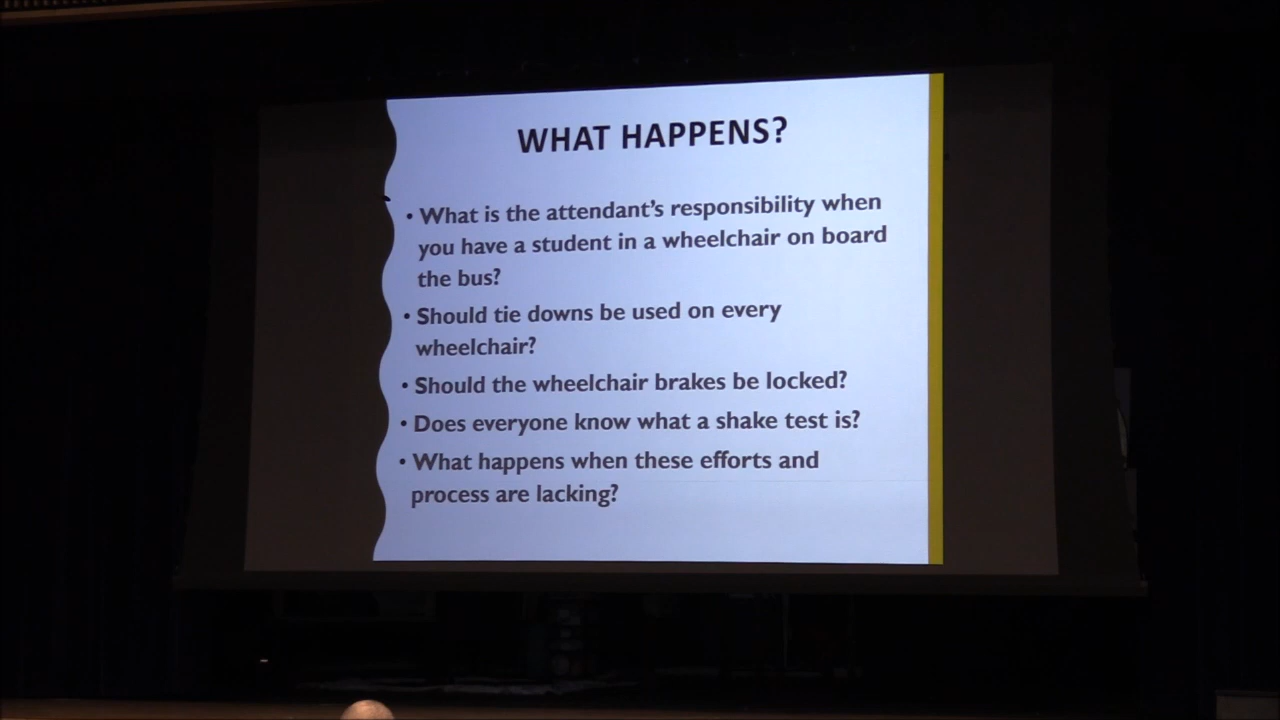 WHAT HAPPENS?
• What is the attendant's responsibility when
you have a student in a wheelchair on board
the bus?
• Should tie downs be used on every
wheelchair?
• Should the wheelchair brakes be locked?
• Does everyone know what a shake test is?
• What happens when these efforts and
process are lacking?